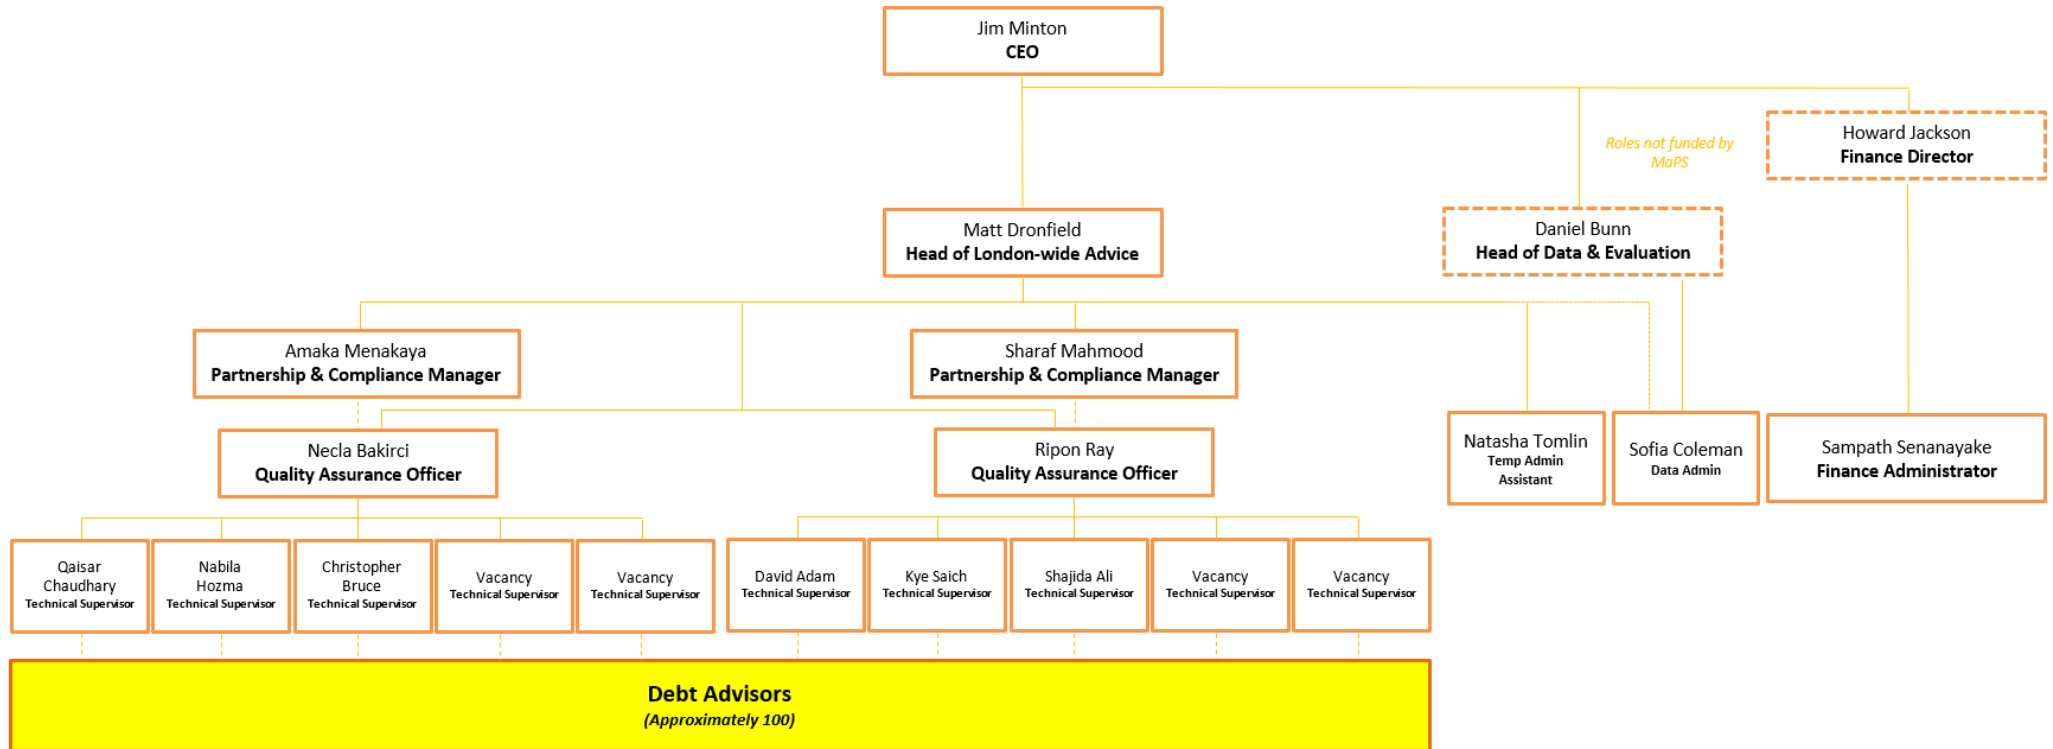 Jim Minton
CEO
Roles not funded by
MaPS
Howard Jackson
Finance Director
Matt Dronfield
Head of London-wide Advice
Daniel Bunn
Head of Data & Evaluation
Amaka Menakaya
Partnership & Compliance Manager
Sharaf Mahmood
Partnership & Compliance Manager
Necla Bakirci
Quality Assurance Officer
Ripon Ray
Quality Assurance Officer
Natasha Tomlin
Temp Admin
Assistant
Sofia Coleman
Data Admin
Sampath Senanayake
Finance Administrator
Qaisar
Chaudhary
Technical Supervisor
Nabila
Hozma
Technical Supervisor
Christopher
Bruce
Technical Supervisor
Vacancy
Technical Supervisor
Vacancy
Technical Supervisor
David Adam
Technical Supervisor
Kye Saich
Technical Supervisor
Shajida Ali
Technical Supervisor
Vacancy
Technical Supervisor
Vacancy
Technical Supervisor
Debt Advisors
(Approximately 100)